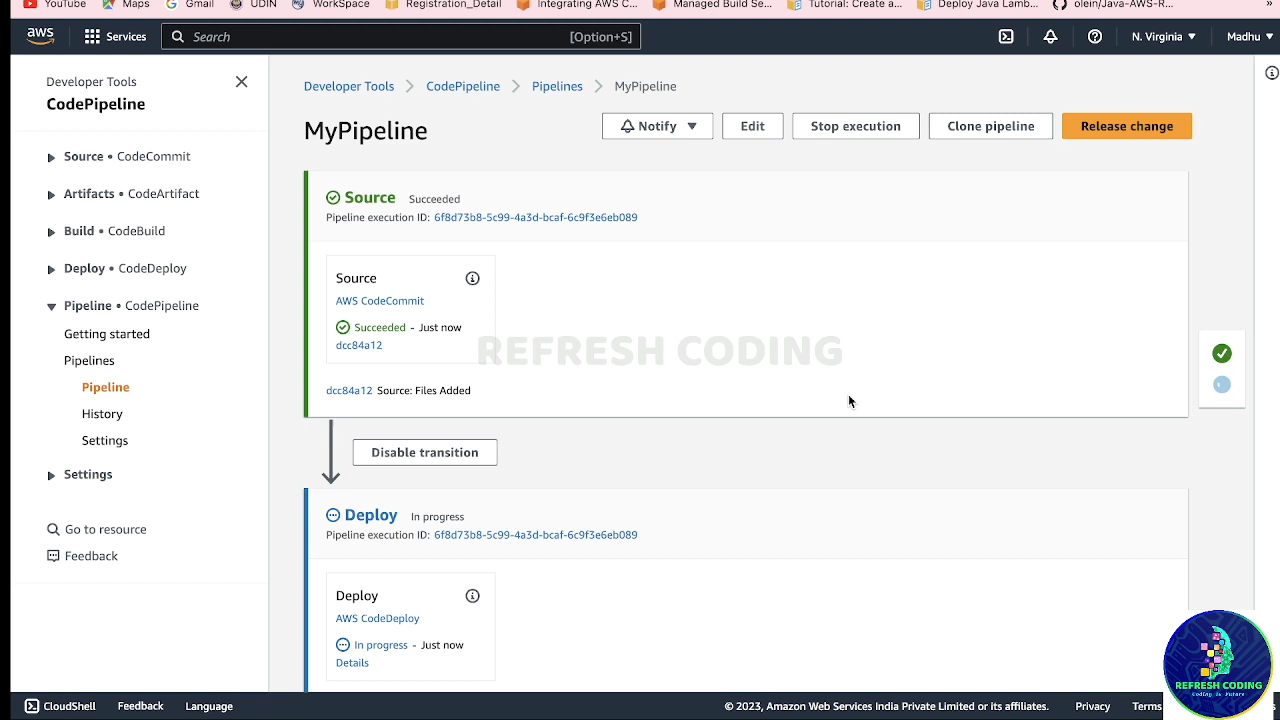 YouTube Maps Gmail UDIN WorkSpace Registration_Detail Integrating AWS C... Managed Build Se... Tutorial: Create a... Deploy Java Lamb... olein/Java-AWS-R... »
aws Services Search [Option+S] N. Virginia ▼ Madhu ▼
Developer Tools
CodePipeline
Source • CodeCommit
Artifacts • CodeArtifact
Build • CodeBuild
Deploy • CodeDeploy
Pipeline • CodePipeline
Getting started
Pipelines
Pipeline
History
Settings
Settings
Go to resource
Feedback
Developer Tools > CodePipeline > Pipelines > MyPipeline
MyPipeline
Notify ▼ Edit Stop execution Clone pipeline Release change
Source Succeeded
Pipeline execution ID: 6f8d73b8-5c99-4a3d-bcaf-6c9f3e6eb089
Source
AWS CodeCommit
Succeeded - Just now
dcc84a12
REFRESH CODING
dcc84a12 Source: Files Added
Disable transition
Deploy In progress
Pipeline execution ID: 6f8d73b8-5c99-4a3d-bcaf-6c9f3e6eb089
Deploy
AWS CodeDeploy
In progress - Just now
Details
REFRESH CODING
Coding is Future
CloudShell Feedback Language © 2023, Amazon Web Services India Private Limited or its affiliates. Privacy Terms